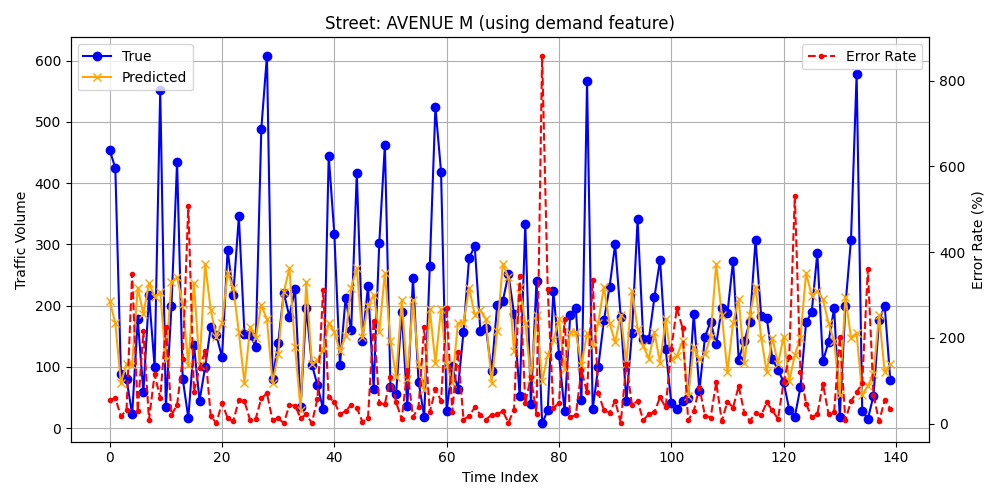 Street: AVENUE M (using demand feature)
True
Predicted
Error Rate
Traffic Volume
600
500
400
300
200
100
0
Error Rate (%)
800
600
400
200
0
0 20 40 60 80 100 120 140
Time Index